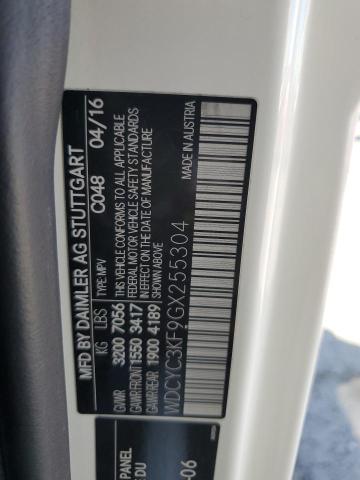 MFD BY DAIMLER AG STUTTGART
C048 04/16
KG LBS TYPE: MPV
GVWR 3200 7056
GAWR FRONT 1550 3417
GAWR REAR 1900 4189
THIS VEHICLE CONFORMS TO ALL APPLICABLE
FEDERAL MOTOR VEHICLE SAFETY STANDARDS
IN EFFECT ON THE DATE OF MANUFACTURE
SHOWN ABOVE
MADE IN AUSTRIA
WDCYC3KF9GX255304
PANEL
DU
-06